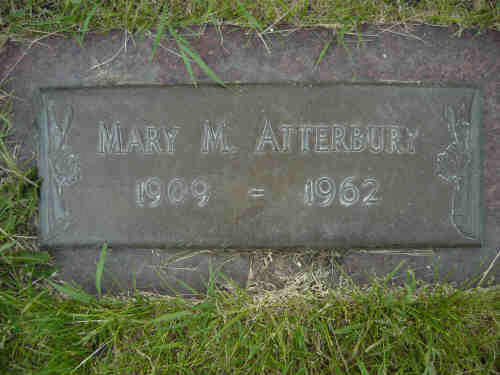 MARY M. ATTERBURY
1909 = 1962